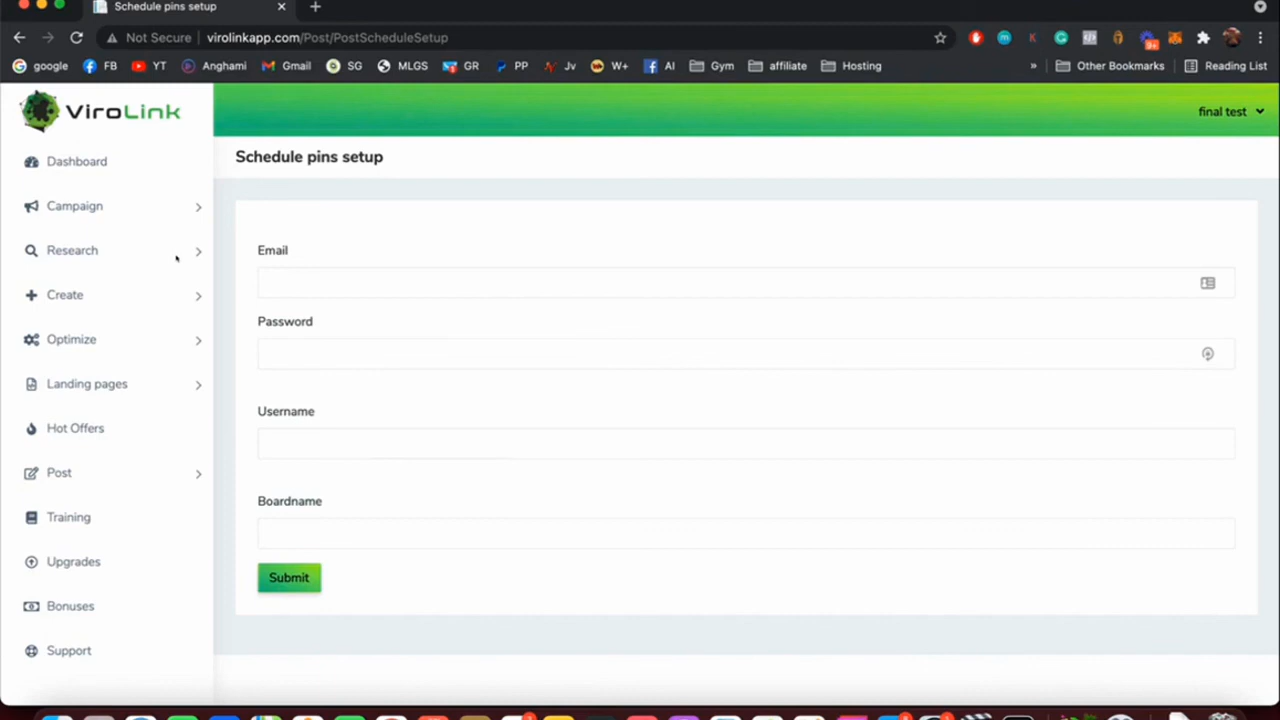 Schedule pins setup
Not Secure virolinkapp.com/Post/PostScheduleSetup
google FB YT Anghami Gmail SG MLGS GR PP Jv W+ AI Gym affiliate Hosting » Other Bookmarks Reading List
ViroLink
final test
Schedule pins setup
Dashboard
Campaign
Research
Create
Optimize
Landing pages
Hot Offers
Post
Training
Upgrades
Bonuses
Support
Email
Password
Username
Boardname
Submit